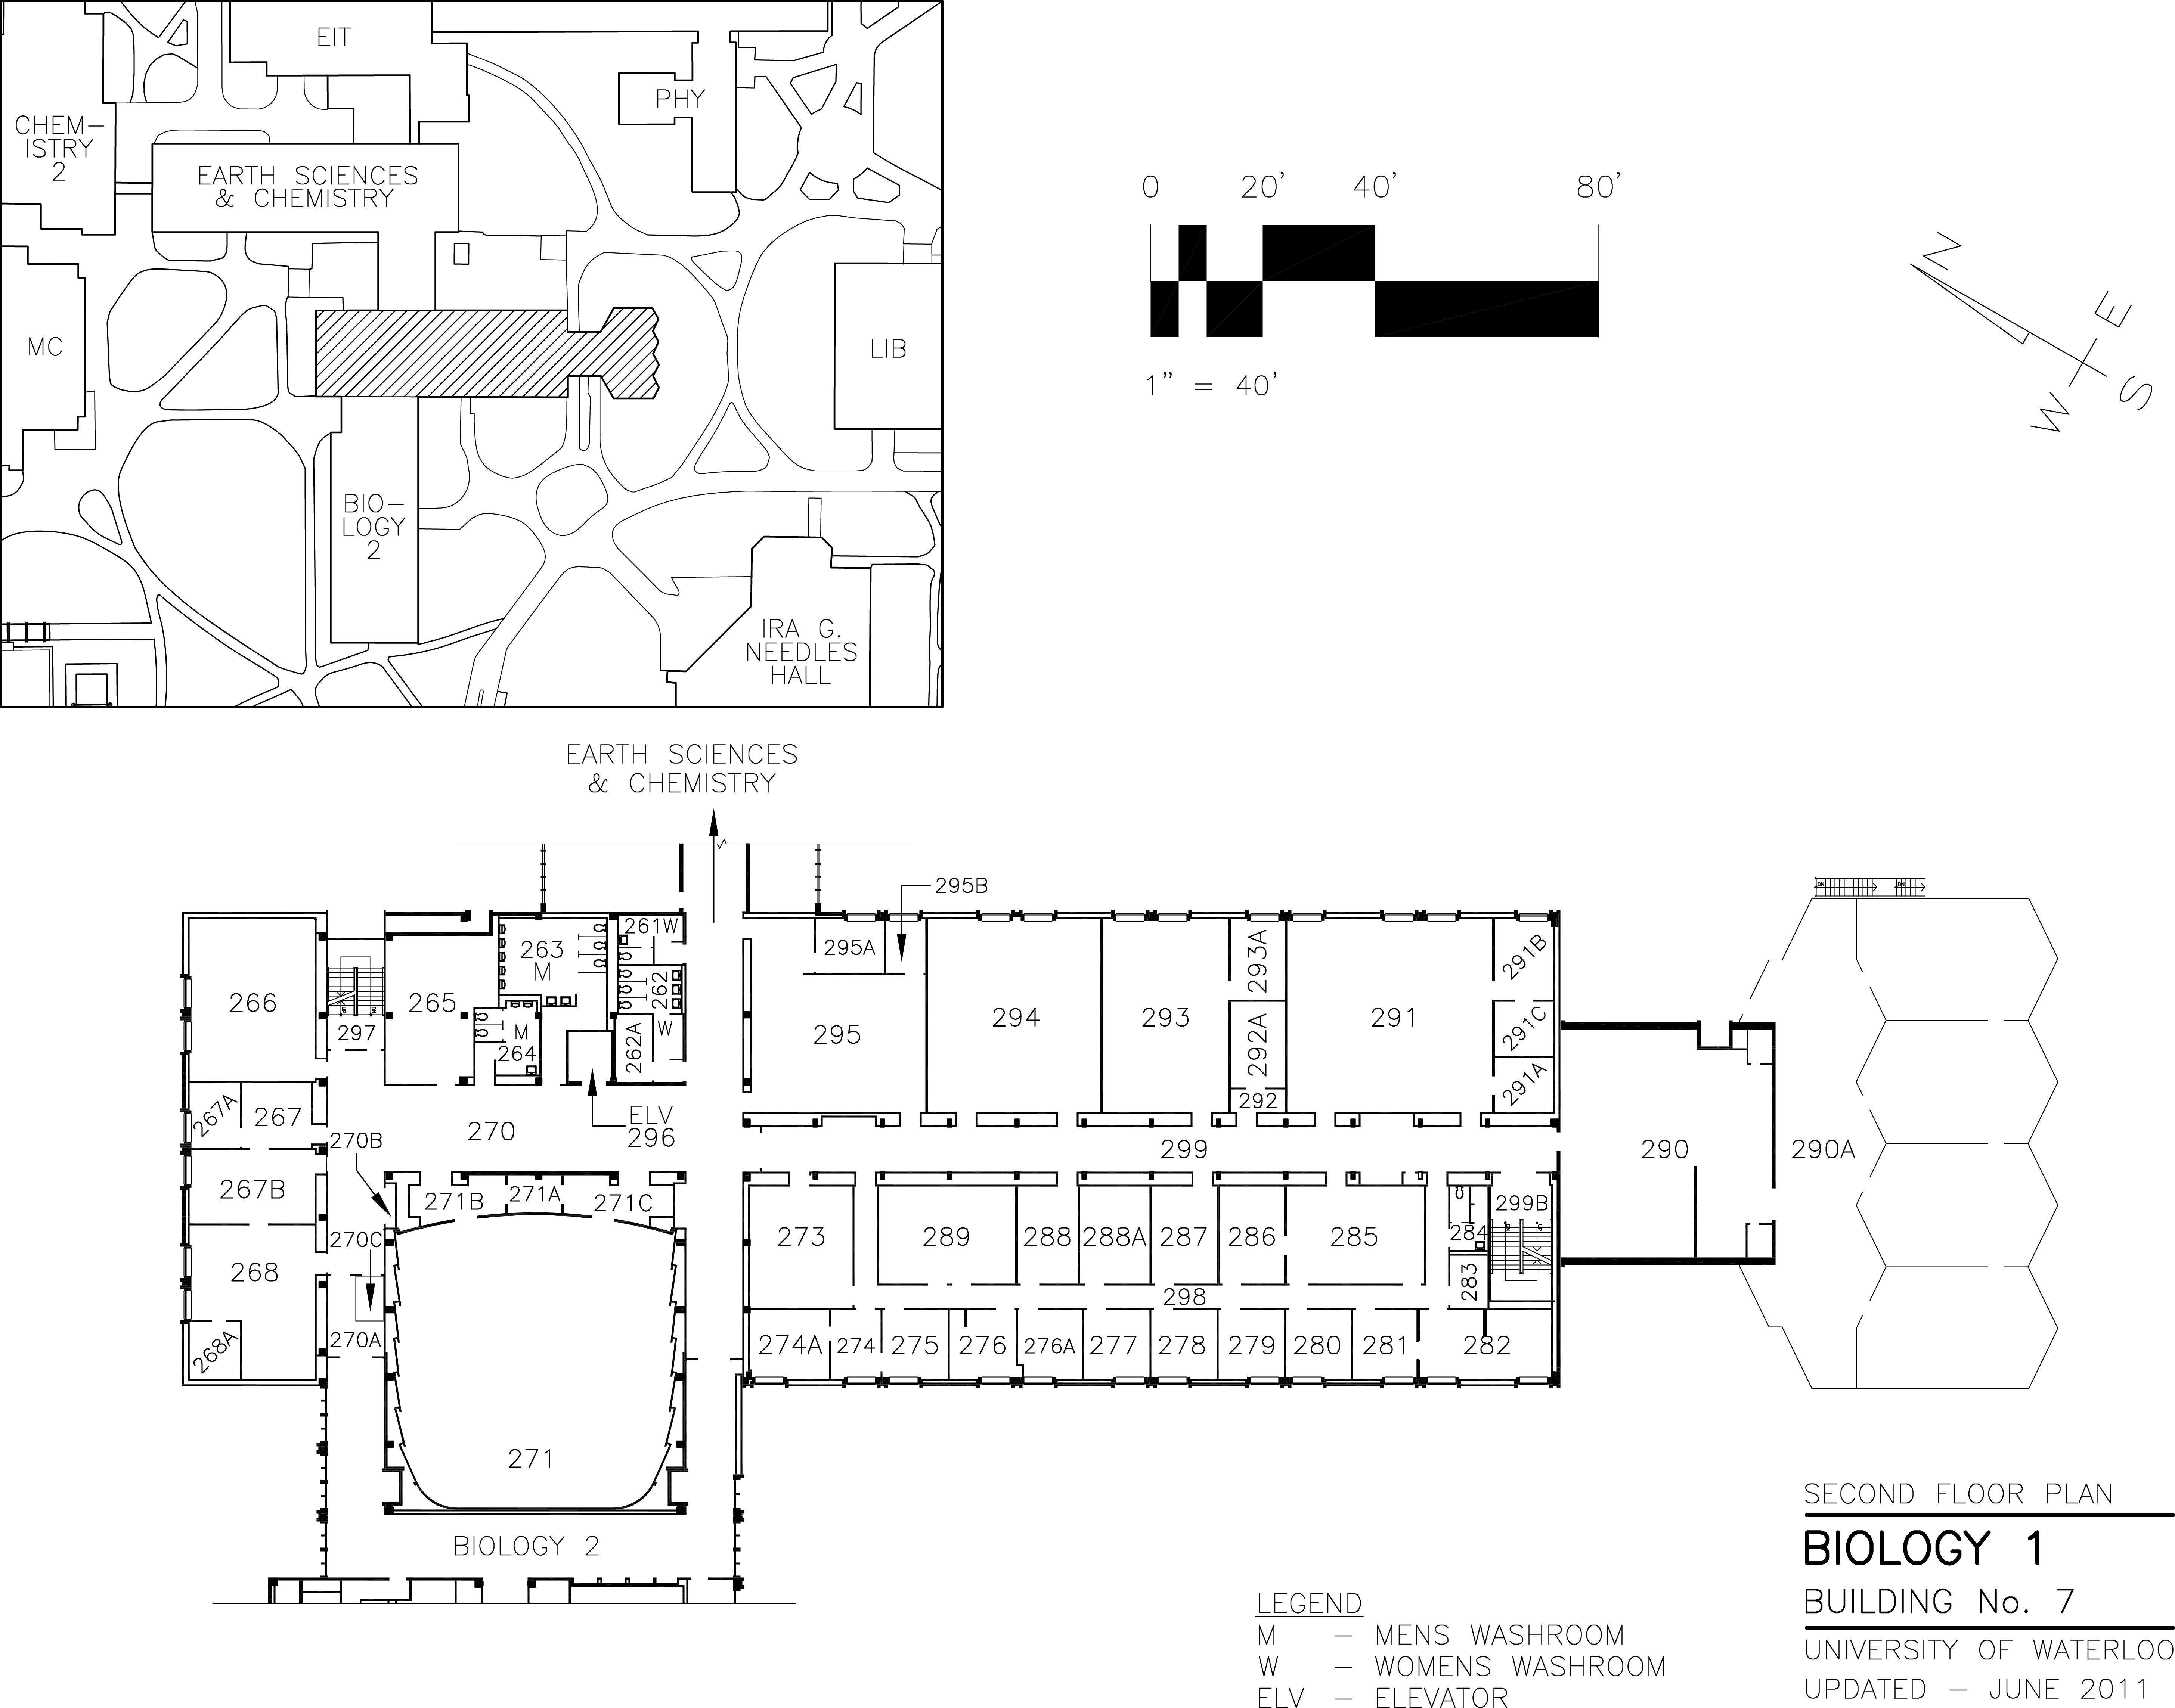 EIT
PHY
CHEM-
ISTRY
2
EARTH SCIENCES
& CHEMISTRY
MC
LIB
BIO-
LOGY
2
IRA G.
NEEDLES
HALL
0 20' 40' 80'
1" = 40'
N
E
W
S
EARTH SCIENCES
& CHEMISTRY
295B
261W
263
M
295A
293A
291B
266
265
262
297
M
264
262A
W
295
294
293
292A
291
291C
291A
292
267A
267
270B
270
ELV
296
299
290
290A
267B
271B
271A
271C
299B
270C
273
289
288
288A
287
286
285
284
268
283
298
268A
270A
274A
274
275
276
276A
277
278
279
280
281
282
271
BIOLOGY 2
SECOND FLOOR PLAN
BIOLOGY 1
BUILDING No. 7
UNIVERSITY OF WATERLOO
UPDATED - JUNE 2011
LEGEND
M - MENS WASHROOM
W - WOMENS WASHROOM
ELV - ELEVATOR